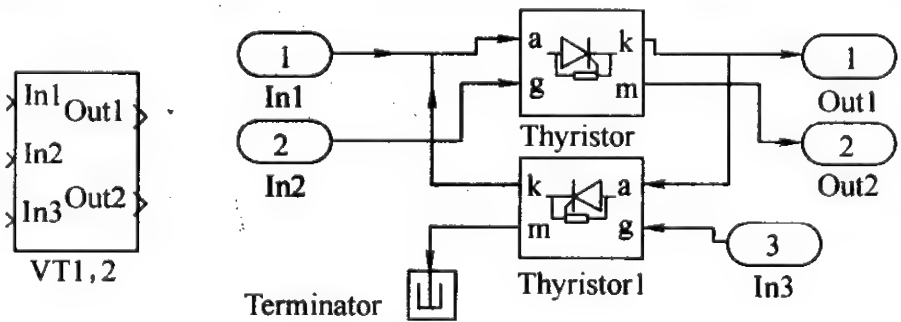 In1
Out1
In2
In3
Out2
VT1,2
1
In1
2
In2
a
k
g
m
Thyristor
1
Out1
2
Out2
k
a
m
g
Thyristor1
3
In3
Terminator